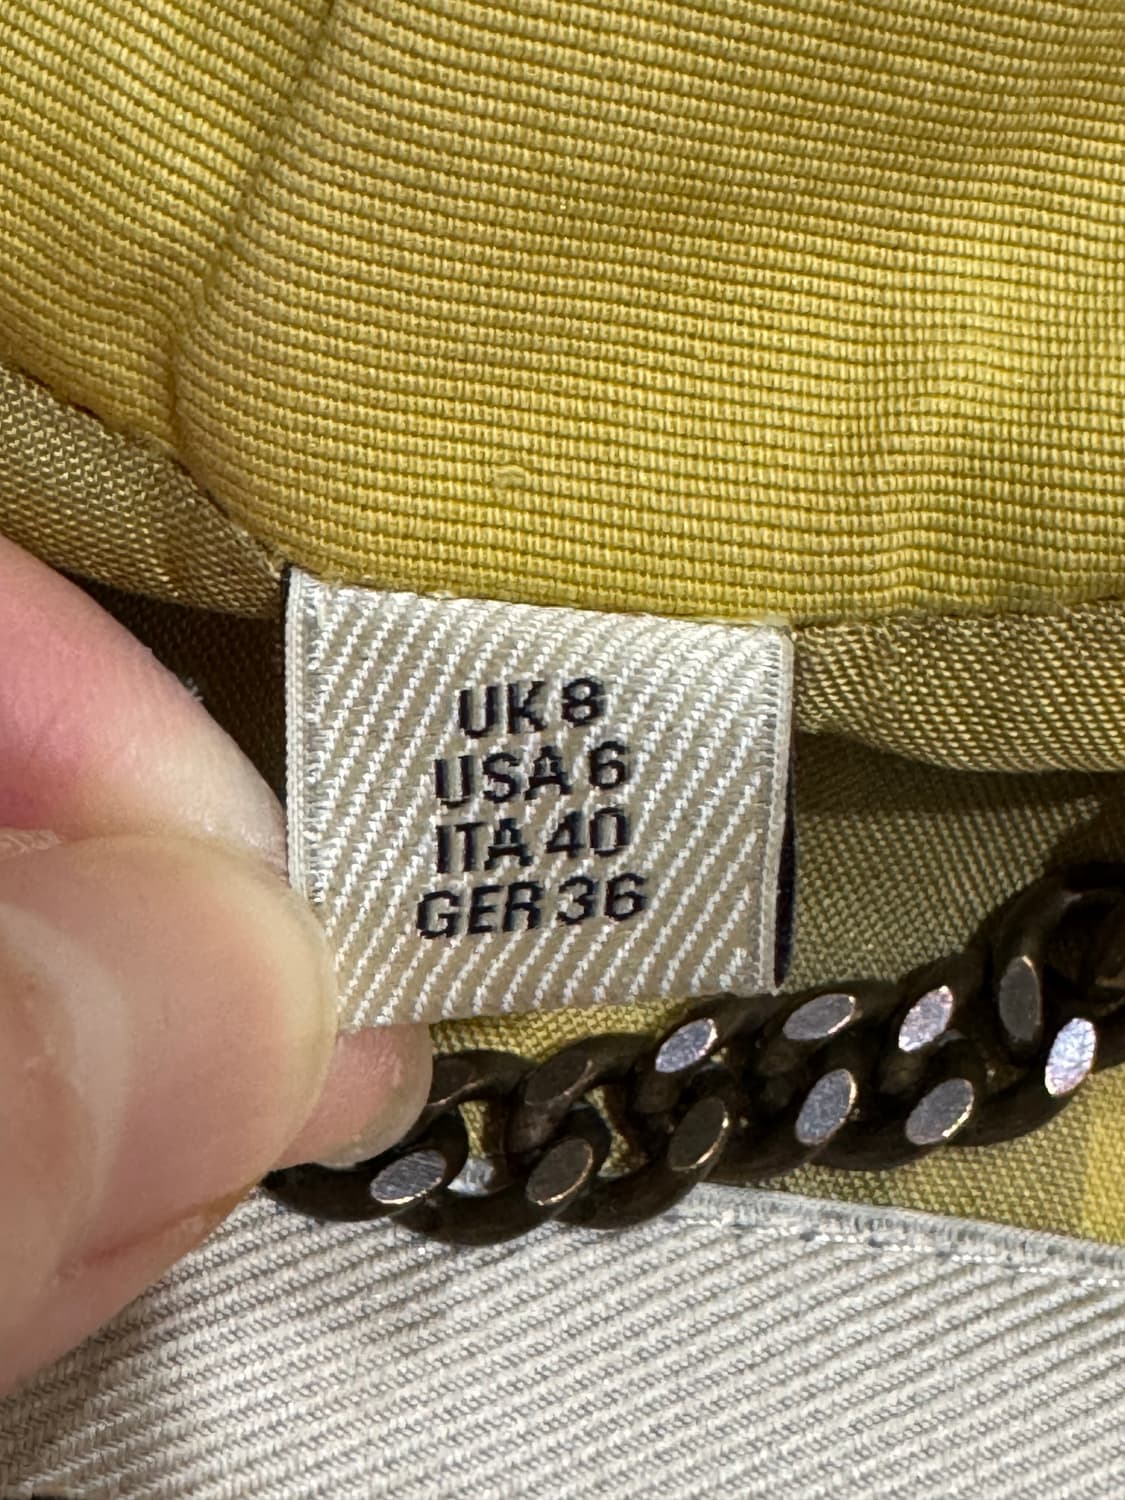 UK 8
USA 6
ITA 40
GER 36